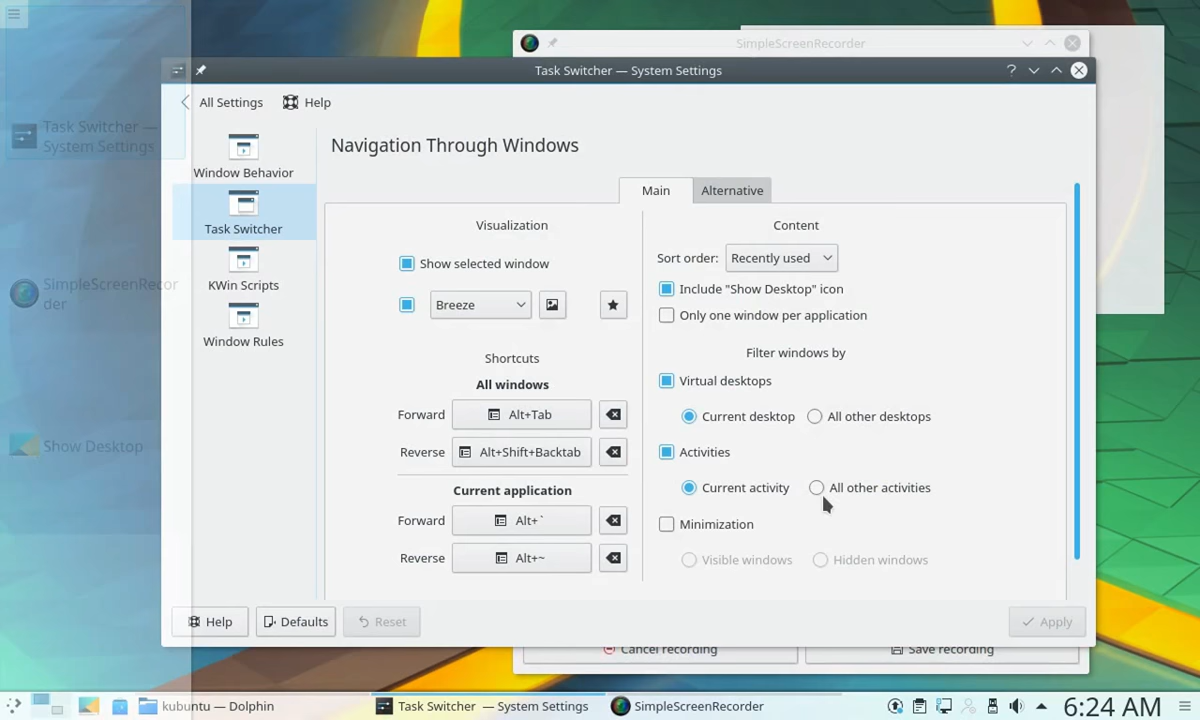 SimpleScreenRecorder
Task Switcher — System Settings
All Settings
Help
Task Switcher —
System Settings
SimpleScreenRecor
der
Show Desktop
Window Behavior
Task Switcher
KWin Scripts
Window Rules
Navigation Through Windows
Main
Alternative
Visualization
Show selected window
Breeze
Shortcuts
All windows
Forward Alt+Tab
Reverse Alt+Shift+Backtab
Current application
Forward Alt+`
Reverse Alt+~
Content
Sort order: Recently used
Include "Show Desktop" icon
Only one window per application
Filter windows by
Virtual desktops
Current desktop All other desktops
Activities
Current activity All other activities
Minimization
Visible windows Hidden windows
Help Defaults Reset Apply
Cancel recording Save recording
kubuntu — Dolphin Task Switcher — System Settings SimpleScreenRecorder 6:24 AM